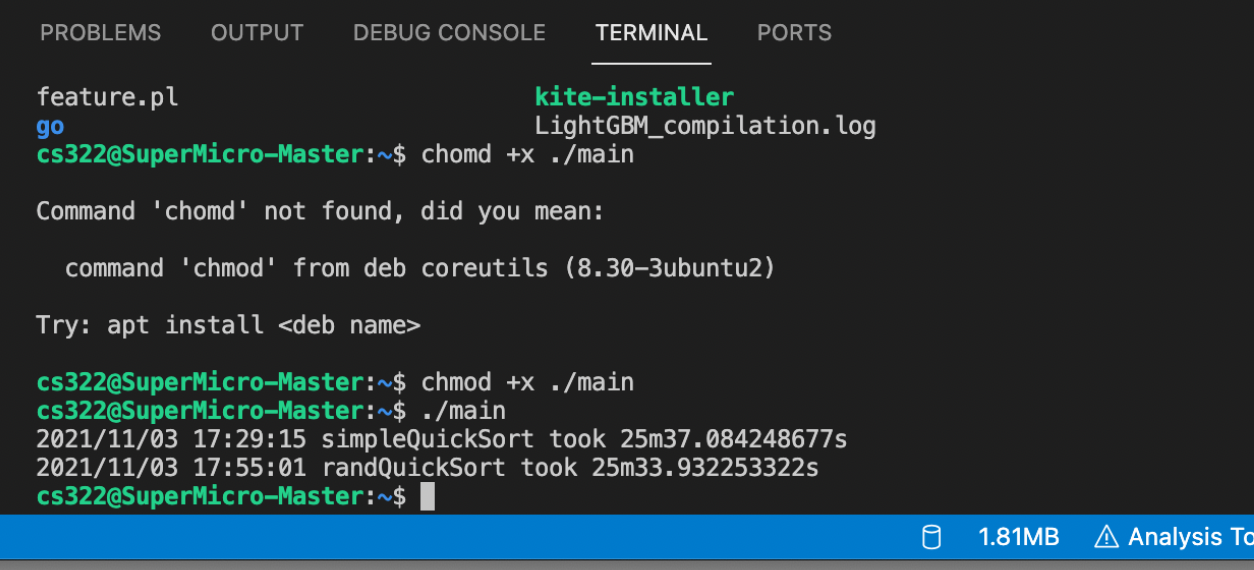 PROBLEMS OUTPUT DEBUG CONSOLE TERMINAL PORTS
feature.pl kite-installer
go LightGBM_compilation.log
cs322@SuperMicro-Master:~$ chomd +x ./main
Command 'chomd' not found, did you mean:
command 'chmod' from deb coreutils (8.30-3ubuntu2)
Try: apt install <deb name>
cs322@SuperMicro-Master:~$ chmod +x ./main
cs322@SuperMicro-Master:~$ ./main
2021/11/03 17:29:15 simpleQuickSort took 25m37.084248677s
2021/11/03 17:55:01 randQuickSort took 25m33.932253322s
cs322@SuperMicro-Master:~$
1.81MB Analysis To